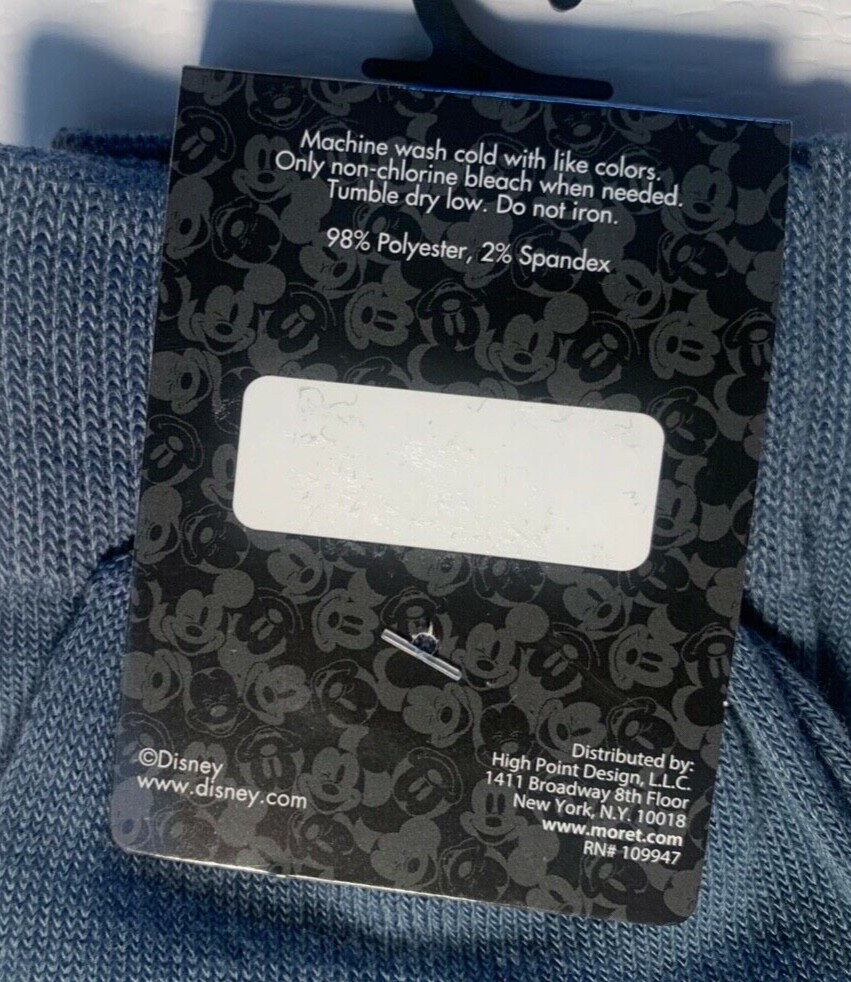 Machine wash cold with like colors.
Only non-chlorine bleach when needed.
Tumble dry low. Do not iron.
98% Polyester, 2% Spandex
©Disney
www.disney.com
Distributed by:
High Point Design, L.L.C.
1411 Broadway 8th Floor
New York, N.Y. 10018
www.moret.com
RN# 109947